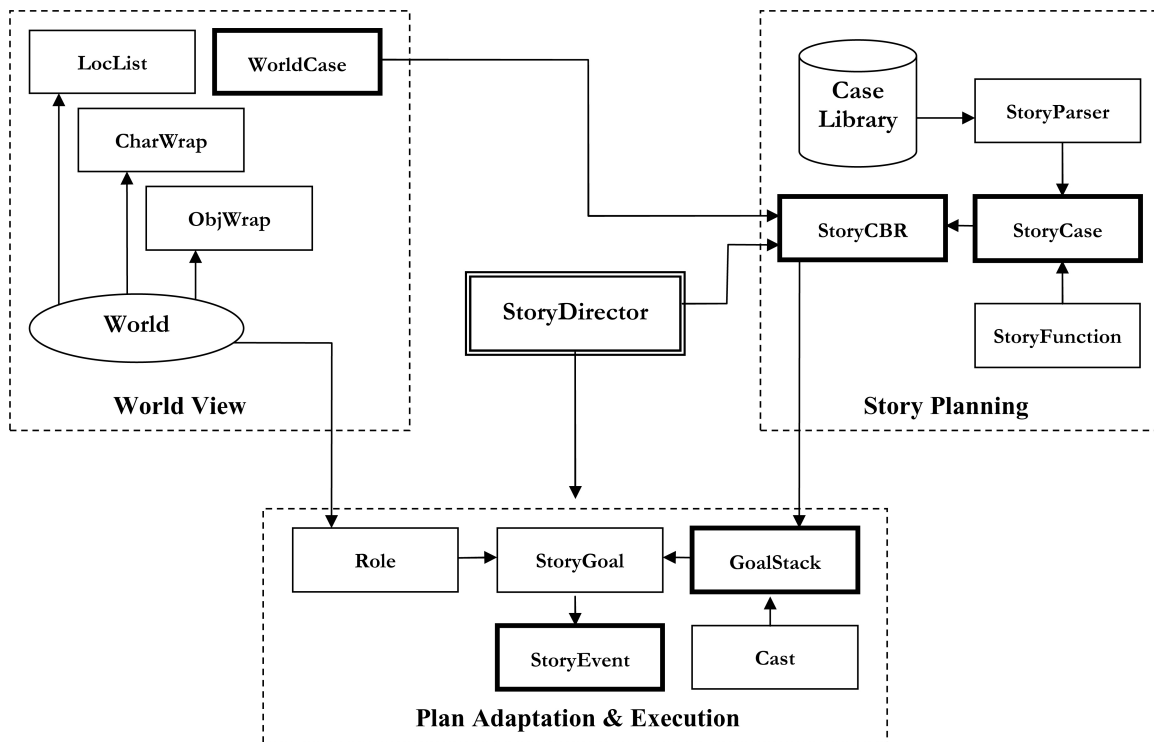 LocList
WorldCase
CharWrap
ObjWrap
World
World View
Case
Library
StoryParser
StoryCBR
StoryCase
StoryFunction
Story Planning
StoryDirector
Role
StoryGoal
GoalStack
StoryEvent
Cast
Plan Adaptation & Execution